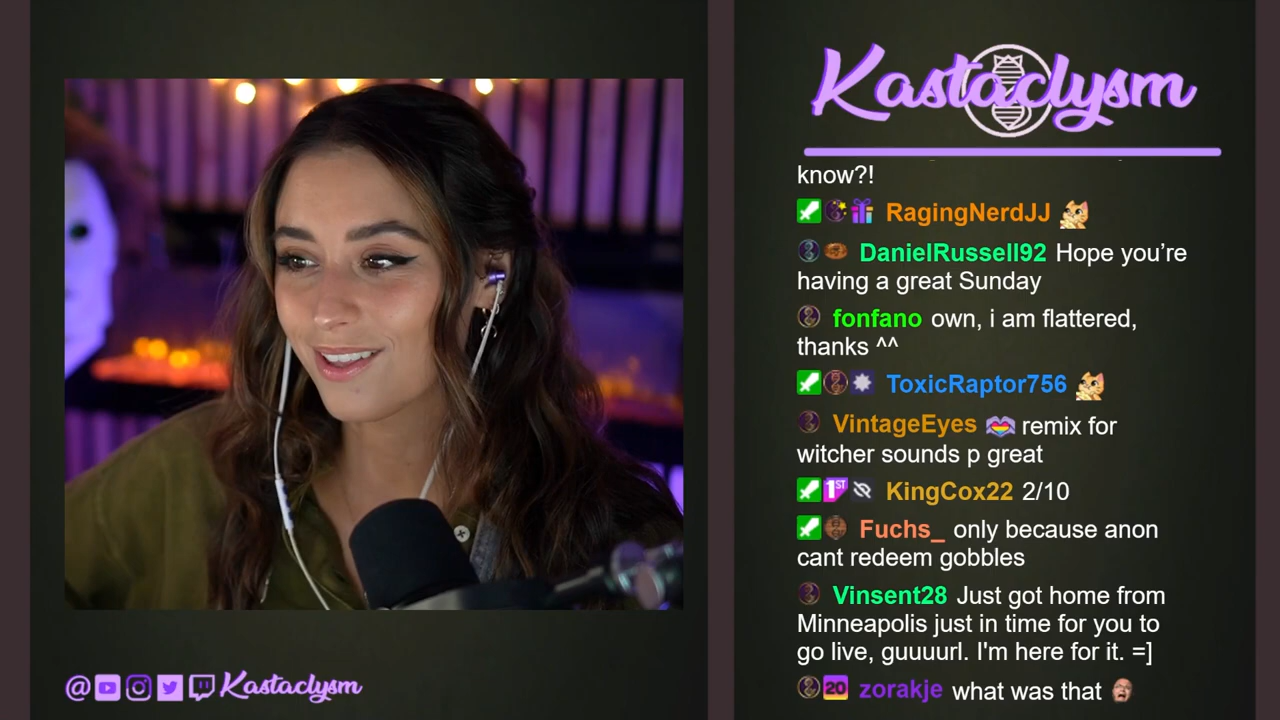 Kastaclysm
know?!
RagingNerdJJ
DanielRussell92 Hope you’re
having a great Sunday
fonfano own, i am flattered,
thanks ^^
ToxicRaptor756
VintageEyes remix for
witcher sounds p great
1ST KingCox22 2/10
Fuchs_ only because anon
cant redeem gobbles
Vinsent28 Just got home from
Minneapolis just in time for you to
go live, guuuurl. I'm here for it. =]
20 zorakje what was that
@ Kastaclysm